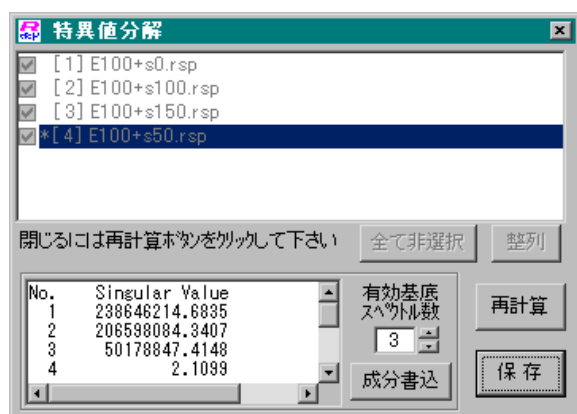 特異値分解
[1] E100+s0.rsp
[2] E100+s100.rsp
[3] E100+s150.rsp
*[4] E100+s50.rsp
閉じるには再計算ボタンをクリックして下さい
全て非選択
整列
No. Singular Value
1 238646214.6835
2 206598084.3407
3 50178847.4148
4 2.1099
有効基底
スペクトル数
3
成分書込
再計算
保存